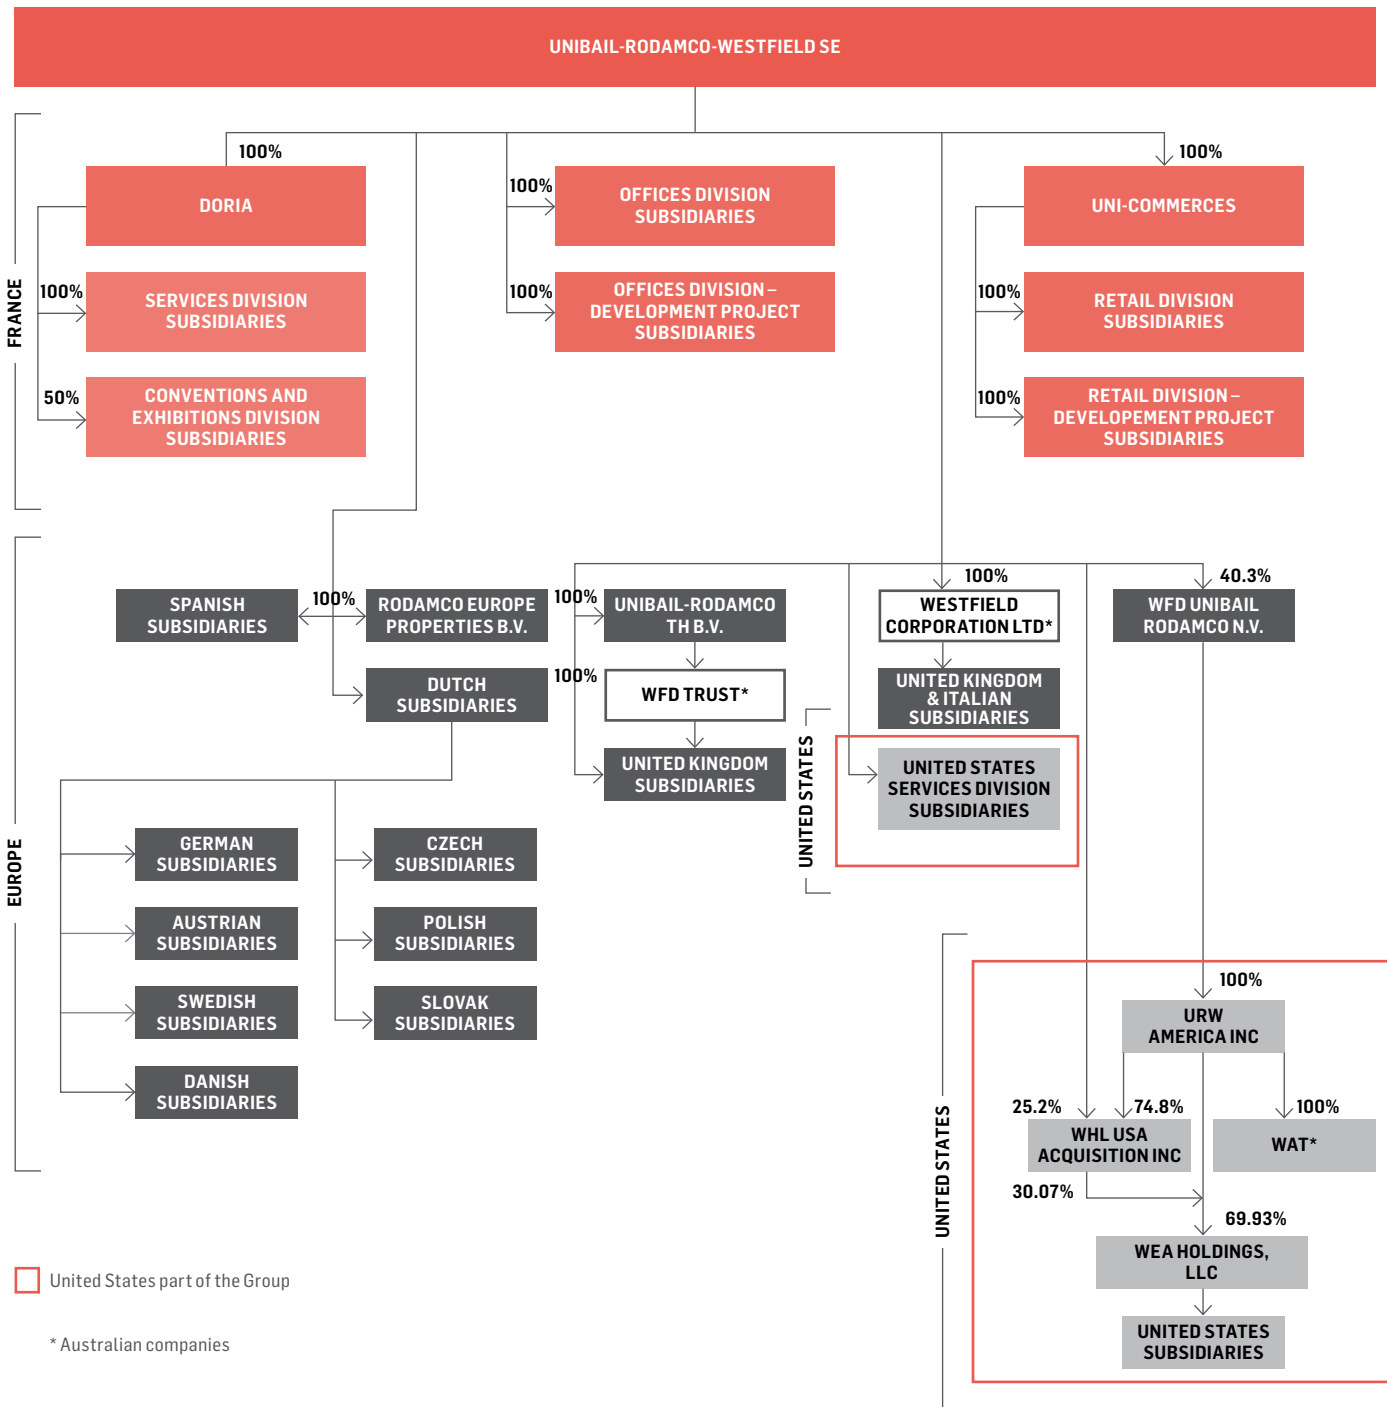 UNIBAIL-RODAMCO-WESTFIELD SE
FRANCE
100%
DORIA
100%
SERVICES DIVISION
SUBSIDIARIES
50%
CONVENTIONS AND
EXHIBITIONS DIVISION
SUBSIDIARIES
100%
OFFICES DIVISION
SUBSIDIARIES
100%
OFFICES DIVISION –
DEVELOPMENT PROJECT
SUBSIDIARIES
100%
UNI-COMMERCES
100%
RETAIL DIVISION
SUBSIDIARIES
100%
RETAIL DIVISION –
DEVELOPEMENT PROJECT
SUBSIDIARIES
EUROPE
SPANISH
SUBSIDIARIES
100%
RODAMCO EUROPE
PROPERTIES B.V.
DUTCH
SUBSIDIARIES
100%
UNIBAIL-RODAMCO
TH B.V.
100%
WFD TRUST*
UNITED KINGDOM
SUBSIDIARIES
100%
WESTFIELD
CORPORATION LTD*
UNITED KINGDOM
& ITALIAN
SUBSIDIARIES
40.3%
WFD UNIBAIL
RODAMCO N.V.
UNITED STATES
UNITED STATES
SERVICES DIVISION
SUBSIDIARIES
GERMAN
SUBSIDIARIES
AUSTRIAN
SUBSIDIARIES
SWEDISH
SUBSIDIARIES
DANISH
SUBSIDIARIES
CZECH
SUBSIDIARIES
POLISH
SUBSIDIARIES
SLOVAK
SUBSIDIARIES
UNITED STATES
100%
URW
AMERICA INC
25.2%
74.8%
100%
WHL USA
ACQUISITION INC
WAT*
30.07%
69.93%
WEA HOLDINGS,
LLC
UNITED STATES
SUBSIDIARIES
United States part of the Group
* Australian companies